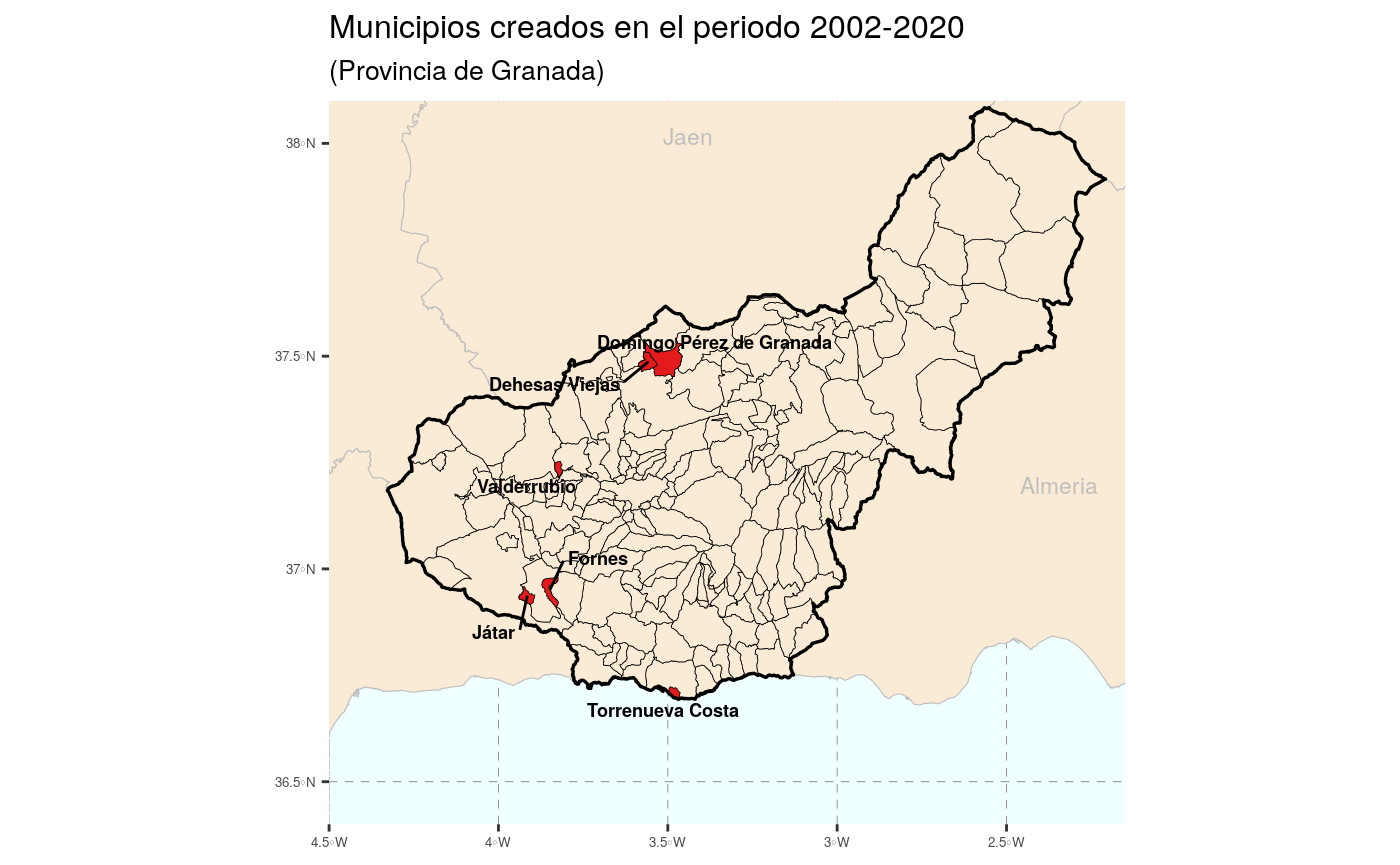 Municipios creados en el periodo 2002-2020
(Provincia de Granada)
38°N
Jaen
37.5°N
Domingo Pérez de Granada
Dehesas Viejas
Valderrubio
Almeria
37°N
Fornes
Játar
Torrenueva Costa
36.5°N
4.5°W
4°W
3.5°W
3°W
2.5°W